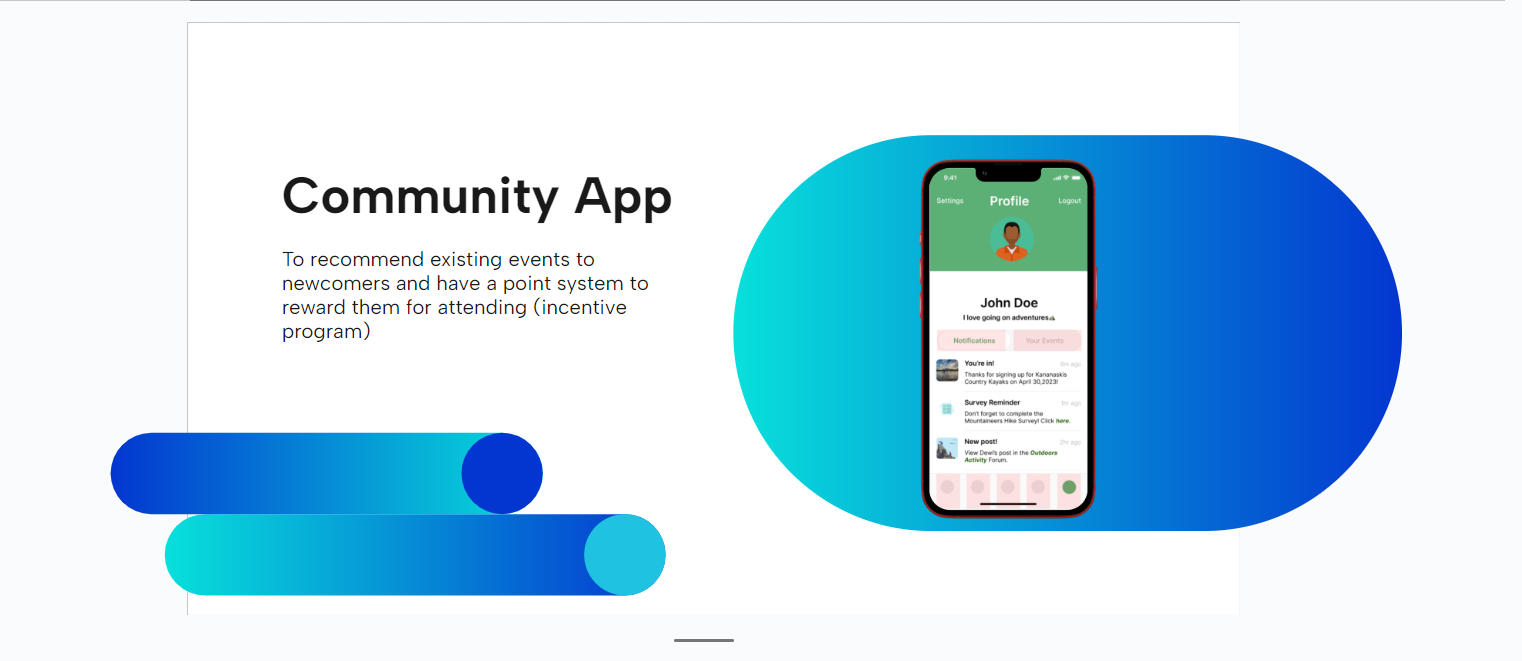 Community App
To recommend existing events to
newcomers and have a point system to
reward them for attending (incentive
program)
9:41
Settings
Profile
Logout
John Doe
I love going on adventures
Notifications
Your Events
You're in!
6m ago
Thanks for signing up for Kananaskis
Country Kayaks on April 30,2023!
Survey Reminder
Don't forget to complete the
Mountaineers Hike Survey! Click here.
New post!
2hr ago
View Dewi's post in the Outdoors
Activity Forum.